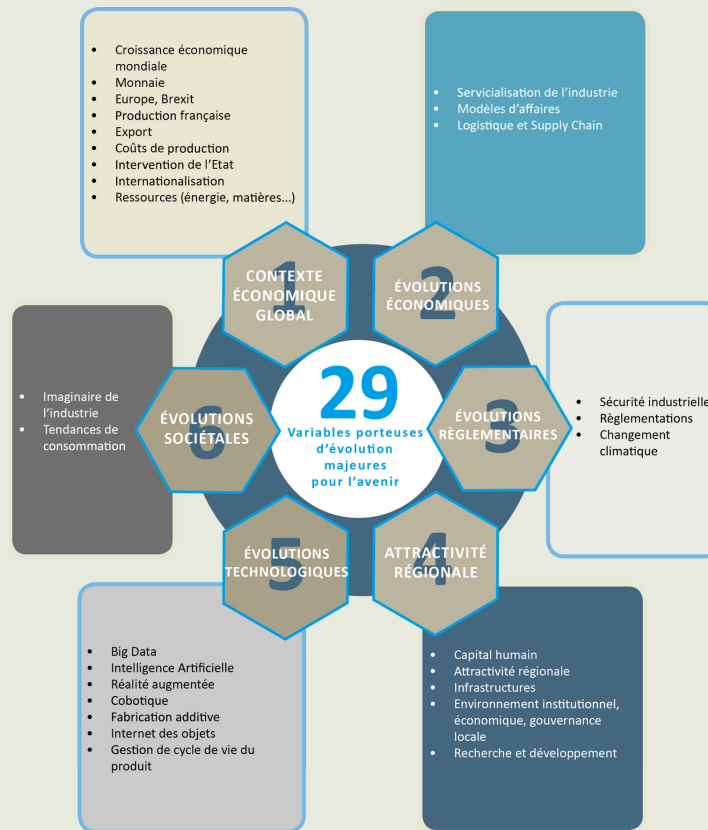 • Croissance économique
mondiale
• Monnaie
• Europe, Brexit
• Production française
• Export
• Coûts de production
• Intervention de l'Etat
• Internationalisation
• Ressources (énergie, matières...)
• Servicialisation de l'industrie
• Modèles d'affaires
• Logistique et Supply Chain
1
CONTEXTE
ÉCONOMIQUE
GLOBAL
2
ÉVOLUTIONS
ÉCONOMIQUES
• Imaginaire de
l'industrie
• Tendances de
consommation
6
ÉVOLUTIONS
SOCIÉTALES
29
Variables porteuses
d'évolution
majeures
pour l'avenir
3
ÉVOLUTIONS
RÈGLEMENTAIRES
• Sécurité industrielle
• Règlementations
• Changement
climatique
5
ÉVOLUTIONS
TECHNOLOGIQUES
4
ATTRACTIVITÉ
RÉGIONALE
• Big Data
• Intelligence Artificielle
• Réalité augmentée
• Cobotique
• Fabrication additive
• Internet des objets
• Gestion de cycle de vie du
produit
• Capital humain
• Attractivité régionale
• Infrastructures
• Environnement institutionnel,
économique, gouvernance
locale
• Recherche et développement